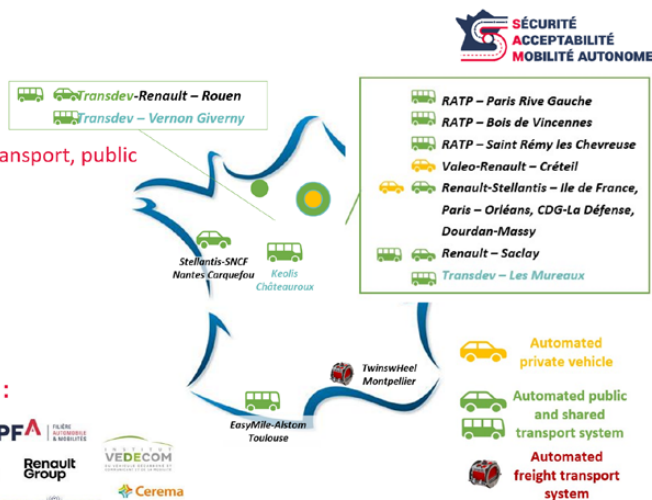 SÉCURITÉ
ACCEPTABILITÉ
MOBILITÉ AUTONOME
Transdev-Renault – Rouen
Transdev – Vernon Giverny
ansport, public
RATP – Paris Rive Gauche
RATP – Bois de Vincennes
RATP – Saint Rémy les Chevreuse
Valeo-Renault – Créteil
Renault-Stellantis – Ile de France,
Paris – Orléans, CDG-La Défense,
Dourdan-Massy
Renault – Saclay
Transdev – Les Mureaux
Stellantis-SNCF
Nantes Carquefou
Keolis
Châteauroux
TwinswHeel
Montpellier
EasyMile-Alstom
Toulouse
Automated
private vehicle
Automated public
and shared
transport system
Automated
freight transport
system
:
PFA
FILIÈRE
AUTOMOBILE
& MOBILITÉS
Renault
Group
INSTITUT
VEDECOM
Cerema